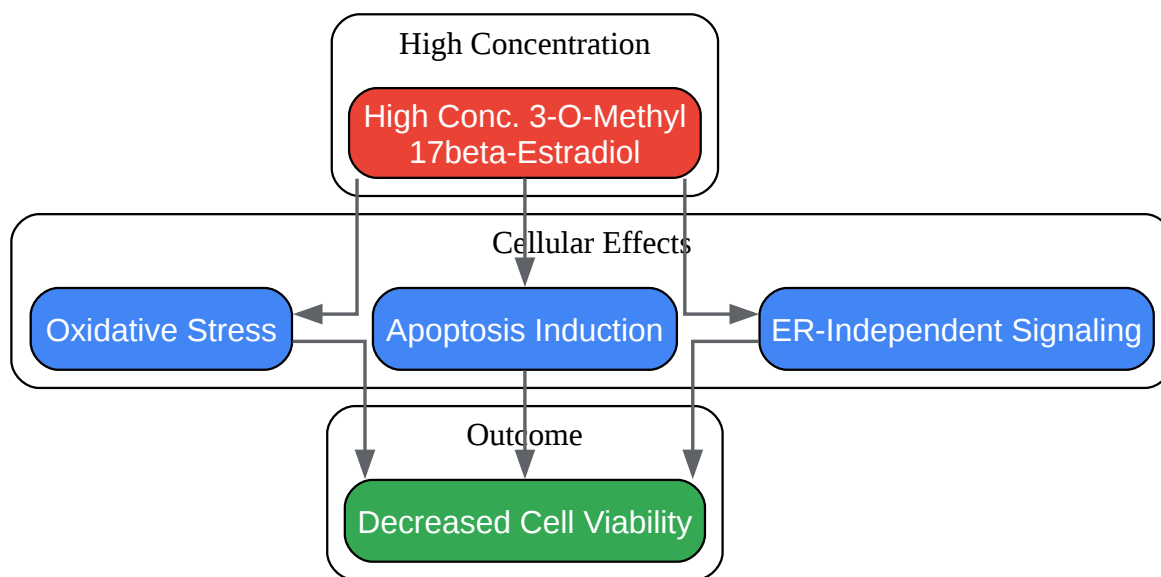 High Concentration
High Conc. 3-O-Methyl
17beta-Estradiol
Cellular Effects
Oxidative Stress
Apoptosis Induction
ER-Independent Signaling
Outcome
Decreased Cell Viability